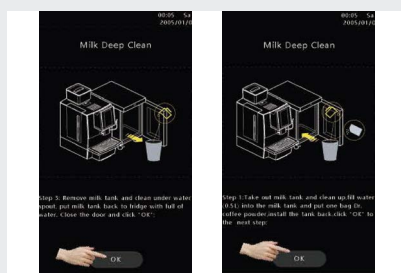 00:05 Sa
2005/01/0
Milk Deep Clean
Step 5: Remove milk tank and clean under water
spout, put milk tank back to fridge with full of
water. Close the door and click "OK":
OK
00:05 Sa
2005/01/0
Milk Deep Clean
Step 1:Take out milk tank and clean up,fill water
(0.5L) into the milk tank and put one bag Or.
coffee powder,install the tank back,click "OK" to
the next step:
OK